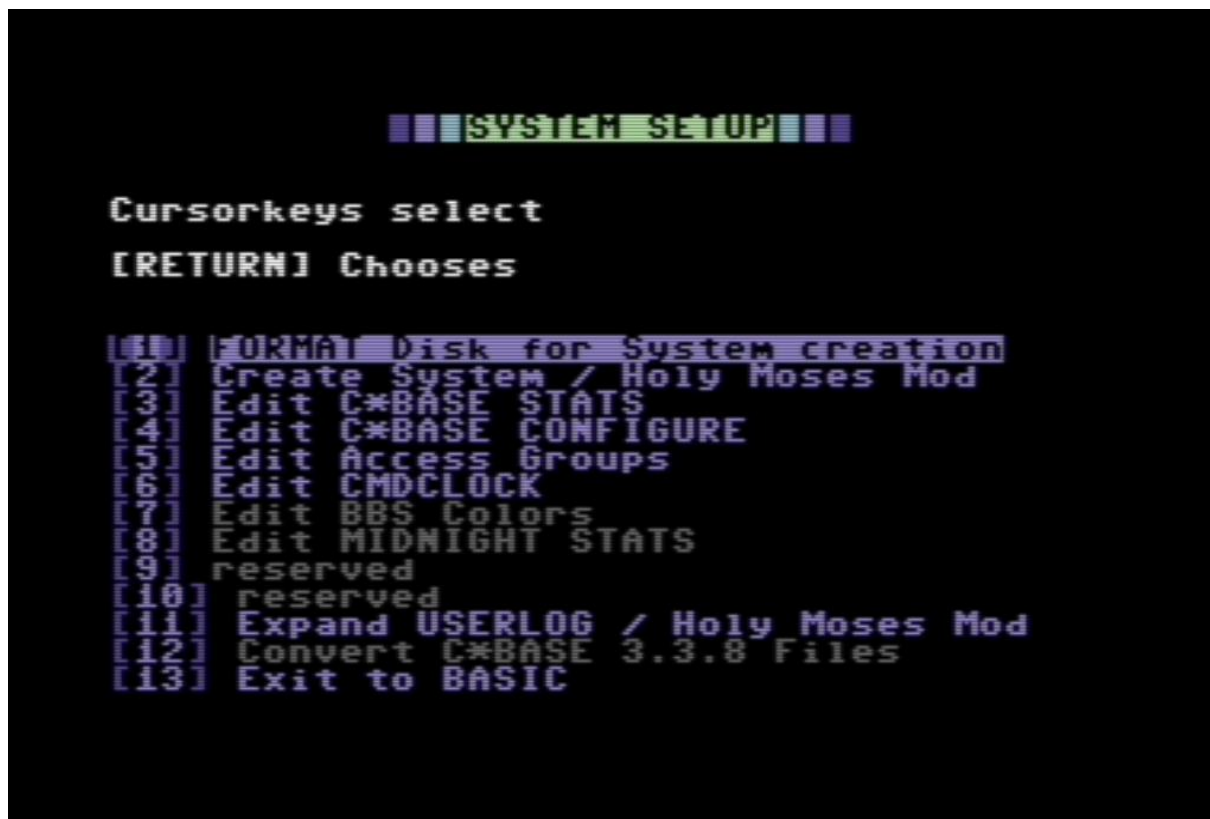 SYSTEM SETUP
Cursorkeys select
[RETURN] Chooses
[1] FORMAT Disk for System creation
[2] Create System / Holy Moses Mod
[3] Edit C*BASE STATS
[4] Edit C*BASE CONFIGURE
[5] Edit Access Groups
[6] Edit CMDCLOCK
[7] Edit BBS Colors
[8] Edit MIDNIGHT STATS
[9] reserved
[10] reserved
[11] Expand USERLOG / Holy Moses Mod
[12] Convert C*BASE 3.3.8 Files
[13] Exit to BASIC